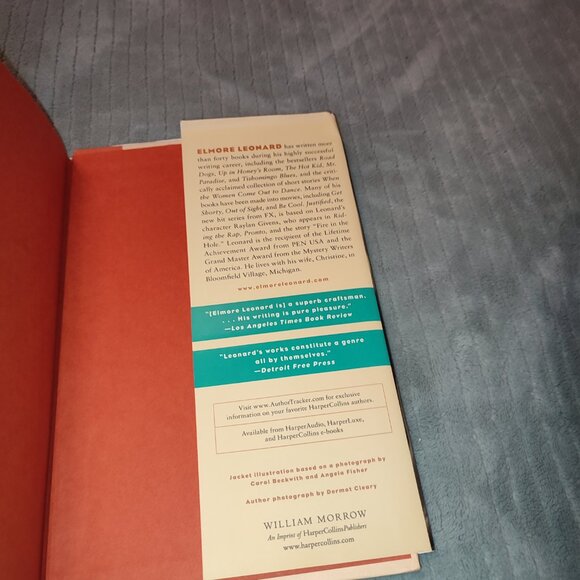 ELMORE LEONARD has written more
than forty books during his highly successful
writing career, including the bestsellers Road
Dogs, Up in Honey's Room, The Hot Kid, Mr.
Paradise, and Tishomingo Blues, and the criti-
cally acclaimed collection of short stories When
the Women Come Out to Dance. Many of his
books have been made into movies, including Get
Shorty, Out of Sight, and Be Cool. Justified, the
new hit series from FX, is based on Leonard's
character Raylan Givens, who appears in Rid-
ing the Rap, Pronto, and the story "Fire in the
Hole." Leonard is the recipient of the Lifetime
Achievement Award from PEN USA and the
Grand Master Award from the Mystery Writers
of America. He lives with his wife, Christine, in
Bloomfield Village, Michigan.
www.elmoreleonard.com
"[Elmore Leonard is] a superb craftsman.
. . . His writing is pure pleasure."
—Los Angeles Times Book Review
"Leonard's works constitute a genre
all by themselves."
—Detroit Free Press
Visit www.AuthorTracker.com for exclusive
information on your favorite HarperCollins authors.
Available from HarperAudio, HarperLuxe,
and HarperCollins e-books
Jacket illustration based on a photograph by
Carol Beckwith and Angela Fisher
Author photograph by Dermot Cleary
WILLIAM MORROW
An Imprint of HarperCollinsPublishers
www.harpercollins.com